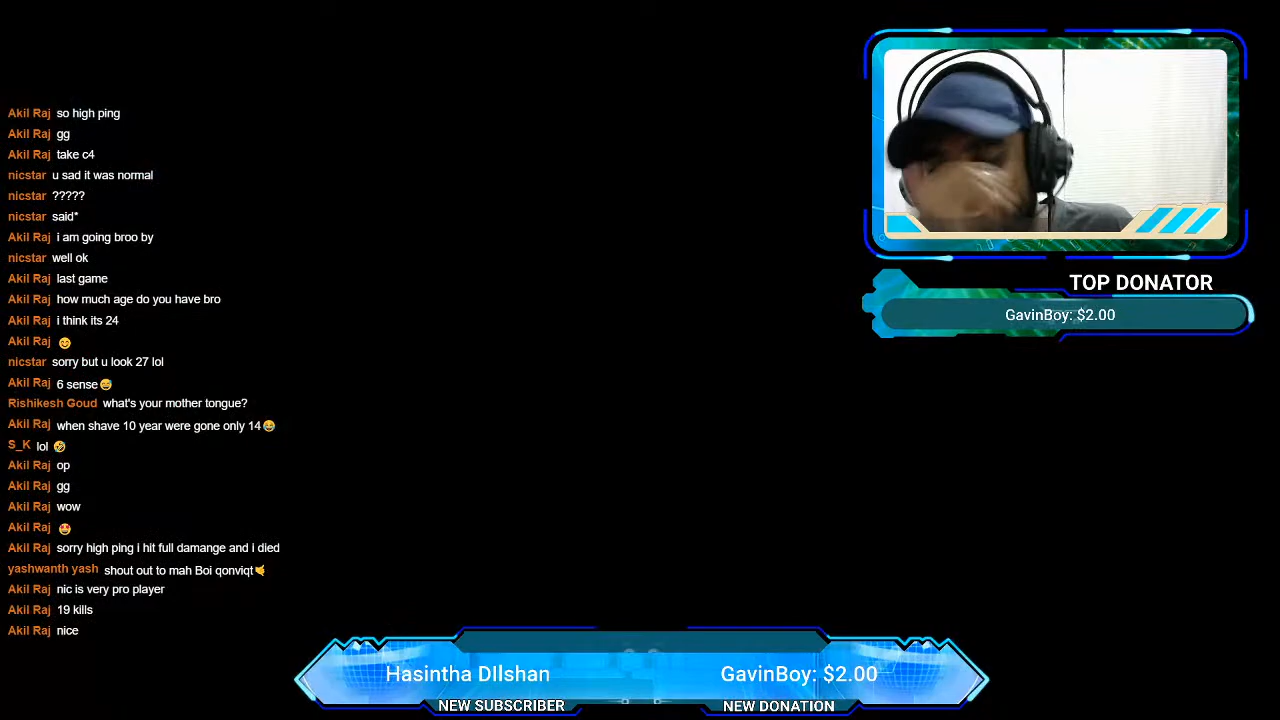 Akil Raj so high ping
Akil Raj gg
Akil Raj take c4
nicstar u sad it was normal
nicstar ?????
nicstar said*
Akil Raj i am going broo by
nicstar well ok
Akil Raj last game
Akil Raj how much age do you have bro
Akil Raj i think its 24
Akil Raj 😊
nicstar sorry but u look 27 lol
Akil Raj 6 sense😅
Rishikesh Goud what's your mother tongue?
Akil Raj when shave 10 year were gone only 14😂
S_K lol 🤣
Akil Raj op
Akil Raj gg
Akil Raj wow
Akil Raj 🤩
Akil Raj sorry high ping i hit full damange and i died
yashwanth yash shout out to mah Boi qonviqt🤙
Akil Raj nic is very pro player
Akil Raj 19 kills
Akil Raj nice
TOP DONATOR
GavinBoy: $2.00
Hasintha DIlshan
NEW SUBSCRIBER
GavinBoy: $2.00
NEW DONATION